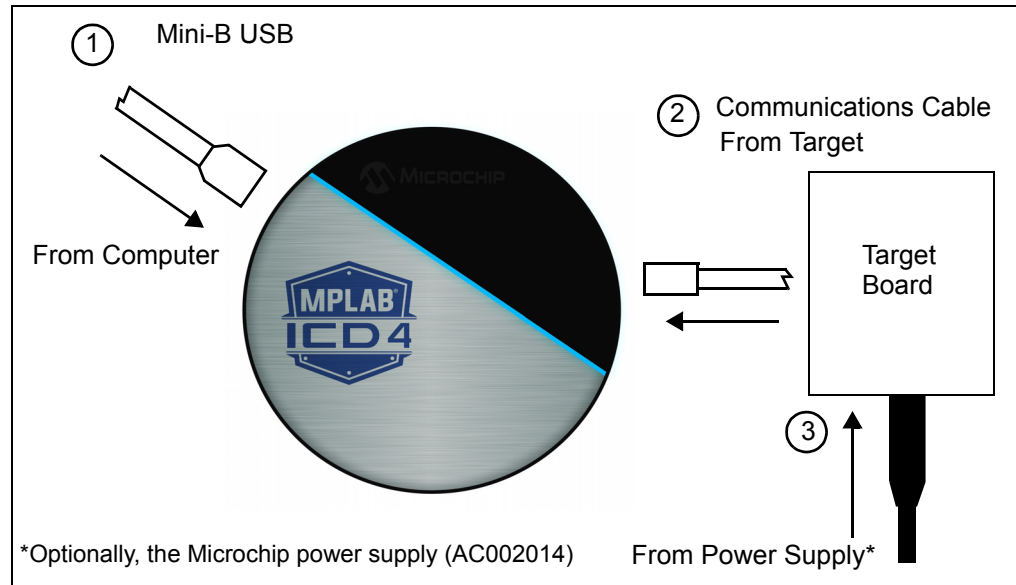 1
Mini-B USB
2
Communications Cable
From Target
MICROCHIP
From Computer
MPLAB®
ICD 4
Target
Board
3
*Optionally, the Microchip power supply (AC002014)
From Power Supply*